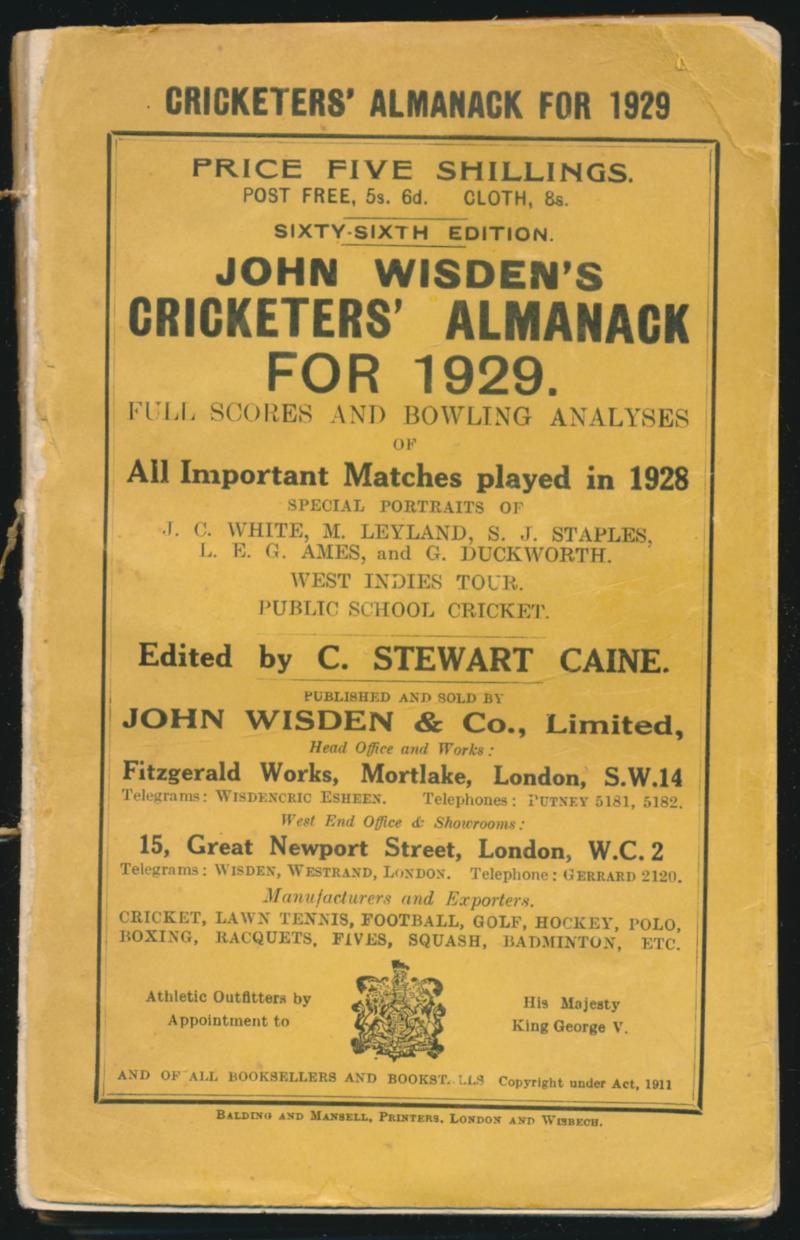 CRICKETERS' ALMANACK FOR 1929
PRICE FIVE SHILLINGS.
POST FREE, 5s. 6d. CLOTH, 8s.
SIXTY-SIXTH EDITION.
JOHN WISDEN'S
CRICKETERS' ALMANACK
FOR 1929.
FULL SCORES AND BOWLING ANALYSES
OF
All Important Matches played in 1928
SPECIAL PORTRAITS OF
J. C. WHITE, M. LEYLAND, S. J. STAPLES,
L. E. G. AMES, and G. DUCKWORTH.
WEST INDIES TOUR.
PUBLIC SCHOOL CRICKET.
Edited by C. STEWART CAINE.
PUBLISHED AND SOLD BY
JOHN WISDEN & Co., Limited,
Head Office and Works:
Fitzgerald Works, Mortlake, London, S.W.14
Telegrams: WISDENCRIC ESHEEN. Telephones: PUTNEY 5181, 5182.
West End Office & Showrooms:
15, Great Newport Street, London, W.C. 2
Telegrams: WISDEN, WESTRAND, LONDON. Telephone: GERRARD 2120.
Manufacturers and Exporters.
CRICKET, LAWN TENNIS, FOOTBALL, GOLF, HOCKEY, POLO,
BOXING, RACQUETS, FIVES, SQUASH, BADMINTON, ETC.
Athletic Outfitters by
Appointment to
His Majesty
King George V.
AND OF ALL BOOKSELLERS AND Copyright under Act, 1911
BALDING AND MANSELL, PRINTERS, LONDON AND WISBECH.